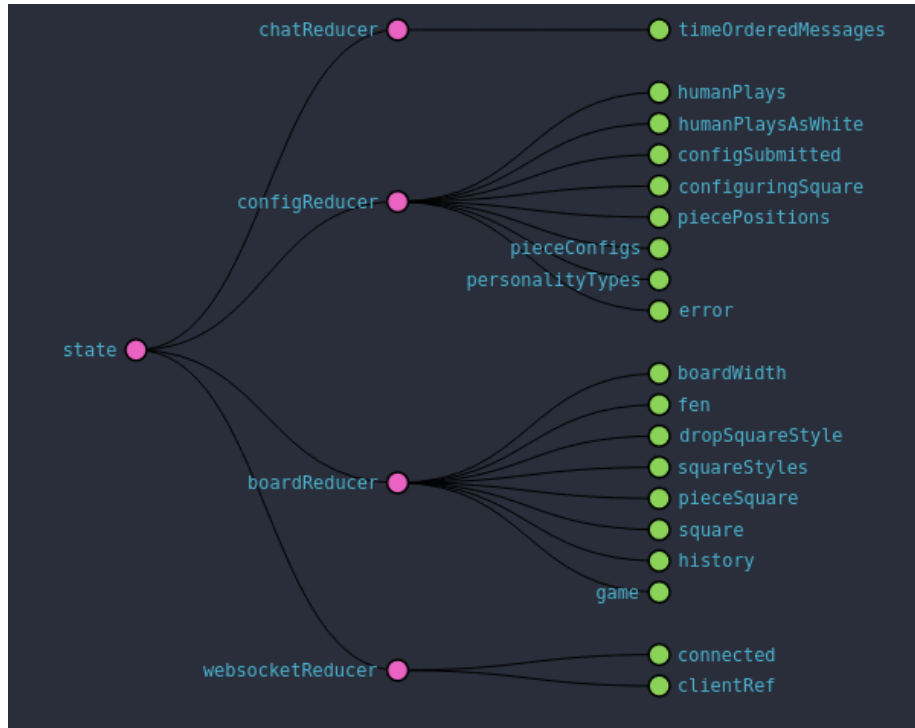 chatReducer
timeOrderedMessages
humanPlays
humanPlaysAsWhite
configSubmitted
configuringSquare
configReducer
piecePositions
pieceConfigs
personalityTypes
error
state
boardWidth
fen
dropSquareStyle
squareStyles
boardReducer
pieceSquare
square
history
game
connected
websocketReducer
clientRef